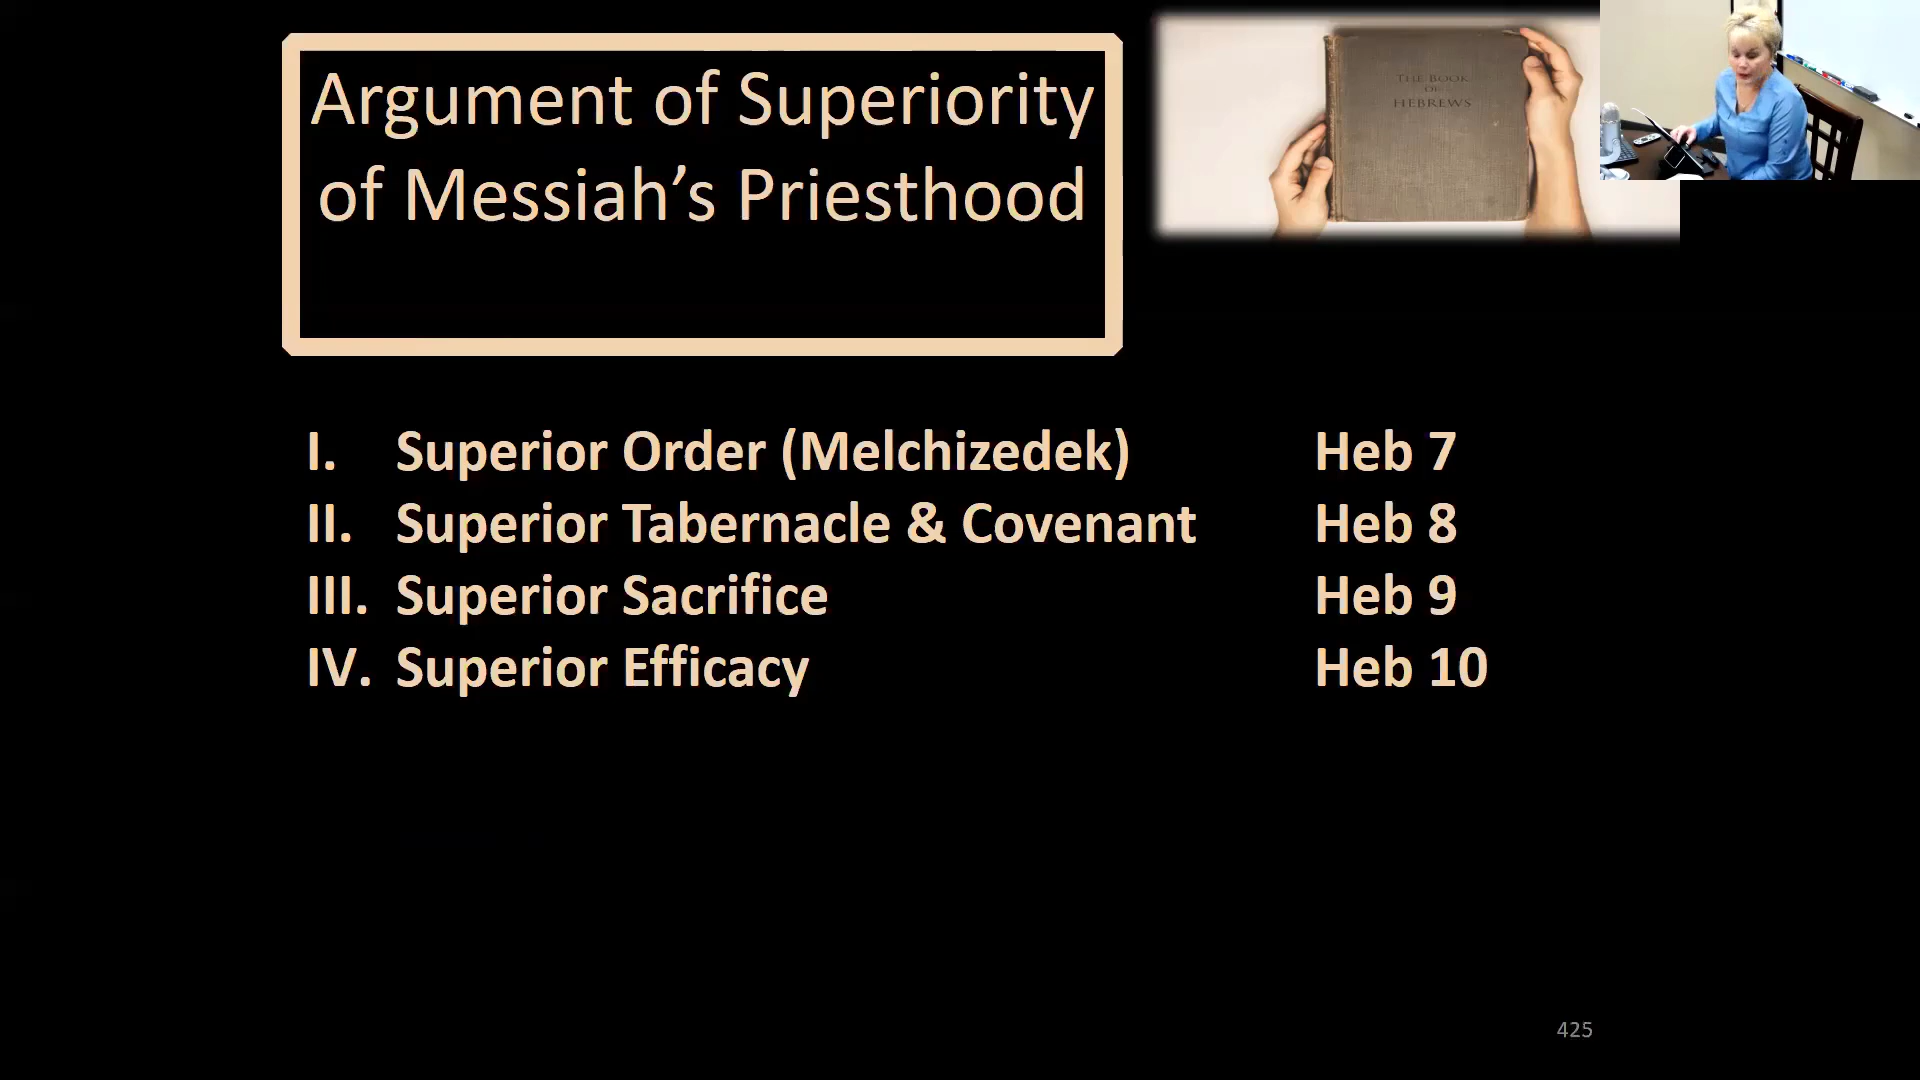 Argument of Superiority
of Messiah’s Priesthood
THE BOOK
OF
HEBREWS
I. Superior Order (Melchizedek) Heb 7
II. Superior Tabernacle & Covenant Heb 8
III. Superior Sacrifice Heb 9
IV. Superior Efficacy Heb 10
425